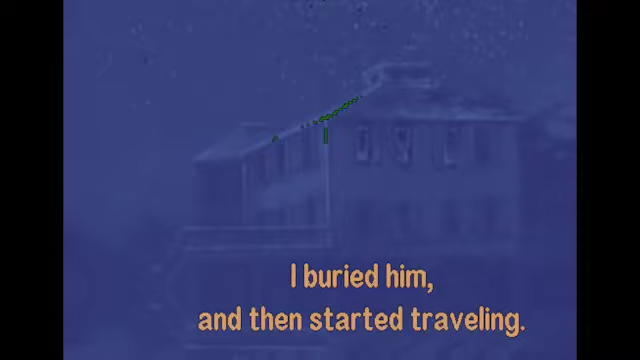 I buried him,
and then started traveling.